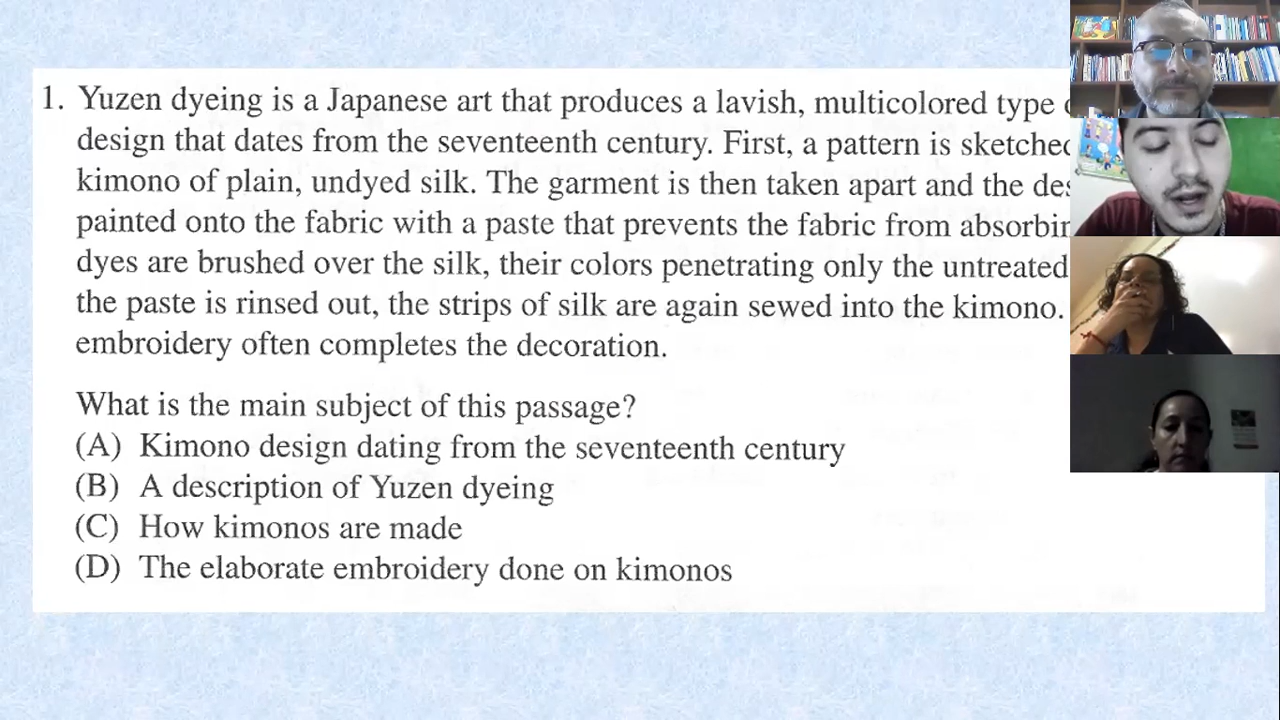 1. Yuzen dyeing is a Japanese art that produces a lavish, multicolored type
design that dates from the seventeenth century. First, a pattern is sketched
kimono of plain, undyed silk. The garment is then taken apart and the
painted onto the fabric with a paste that prevents the fabric from
dyes are brushed over the silk, their colors penetrating only the untreated
the paste is rinsed out, the strips of silk are again sewed into the kimono.
embroidery often completes the decoration.
What is the main subject of this passage?
(A) Kimono design dating from the seventeenth century
(B) A description of Yuzen dyeing
(C) How kimonos are made
(D) The elaborate embroidery done on kimonos